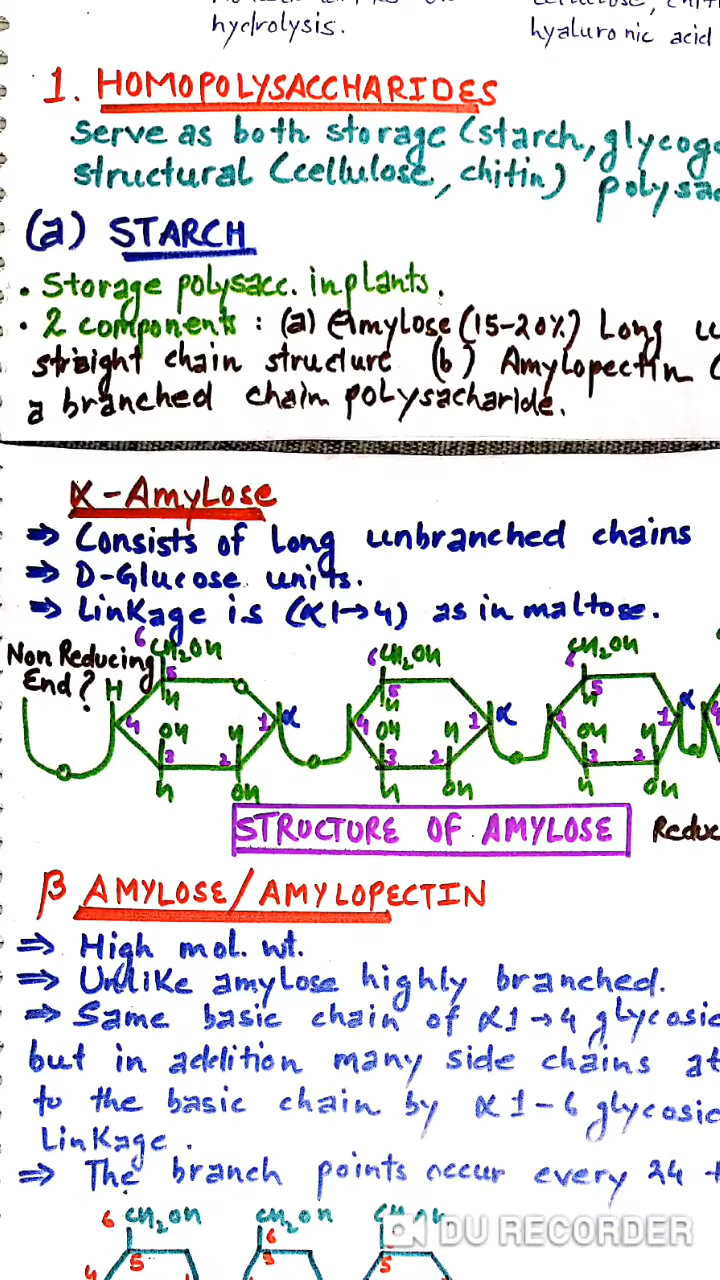 hydrolysis.
hyaluronic acid
1. HOMOPOLYSACCHARIDES
Serve as both storage (starch, glycoge
structural (cellulose, chitin) polysac
(a) STARCH
• Storage polysacc. in plants.
• 2 components : (a) Amylose (15-20%) Long u
straight chain structure (b) Amylopectin (
a branched chain polysacharide.
α-Amylose
⇒ Consists of Long unbranched chains
⇒ D-Glucose units.
⇒ Linkage is (α1→4) as in maltose.
6 CH2OH 6 CH2OH CH2OH
Non Reducing
End? H 5 H O 5 H 5 H
4 OH H 1 α 4 OH H 1 α 4 OH H 1 α
3 2 3 2 3 2
O H OH O H OH O H OH
STRUCTURE OF AMYLOSE Reduc
β AMYLOSE/AMYLOPECTIN
⇒ High mol. wt.
⇒ Unlike amylose highly branched.
⇒ Same basic chain of α1→4 glycosic
but in addition many side chains at
to the basic chain by α1-6 glycosic
Linkage.
⇒ The branch points occur every 24 t
6 CH2OH CH2OH
6
5 5 5
4
DU RECORDER